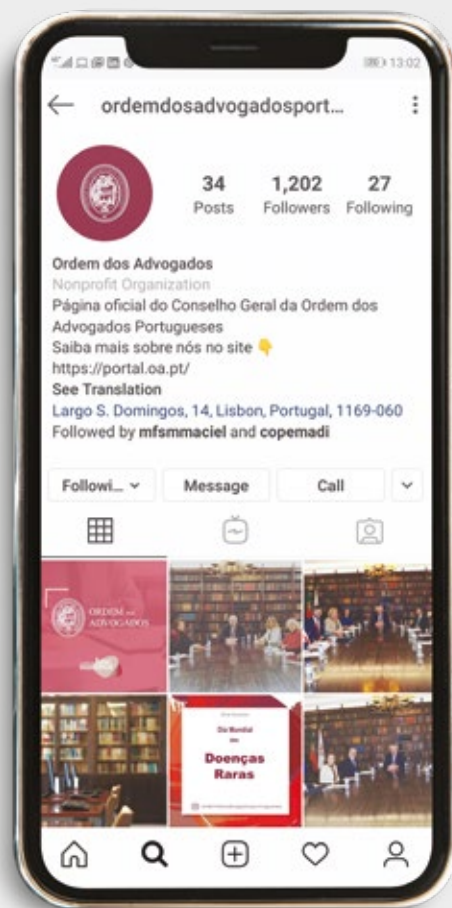 13:02
ordemdosadvogadosport...
34
1,202
27
Posts
Followers
Following
Ordem dos Advogados
Nonprofit Organization
Página oficial do Conselho Geral da Ordem dos
Advogados Portugueses
Saiba mais sobre nós no site 👇
https://portal.oa.pt/
See Translation
Largo S. Domingos, 14, Lisbon, Portugal, 1169-060
Followed by mfsmmaciel and copemadi
Followi...
Message
Call
ORDEM DOS
ADVOGADOS
Dia Mundial
das
Doenças
Raras